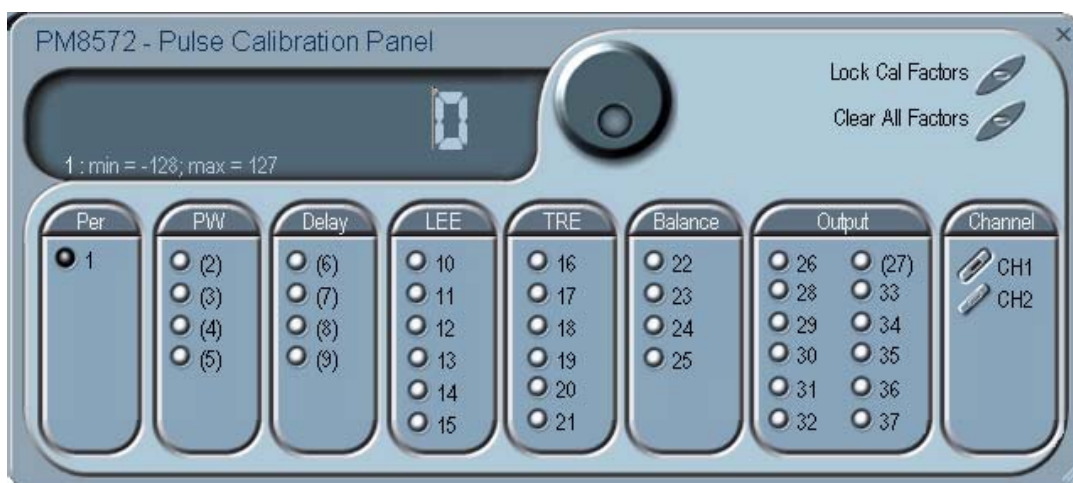 PM8572 - Pulse Calibration Panel
Lock Cal Factors
Clear All Factors
0
1 : min = -128; max = 127
Per
1
PW
(2)
(3)
(4)
(5)
Delay
(6)
(7)
(8)
(9)
LEE
10
11
12
13
14
15
TRE
16
17
18
19
20
21
Balance
22
23
24
25
Output
26 (27)
28 33
29 34
30 35
31 36
32 37
Channel
CH1
CH2